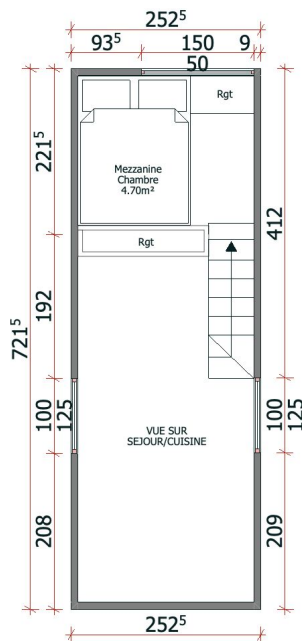 252⁵
93⁵ 150 9
50
Rgt
Mezzanine
Chambre
4.70m²
Rgt
221⁵
412
192
721⁵
100
125
100
125
VUE SUR
SEJOUR/CUISINE
208
209
252⁵